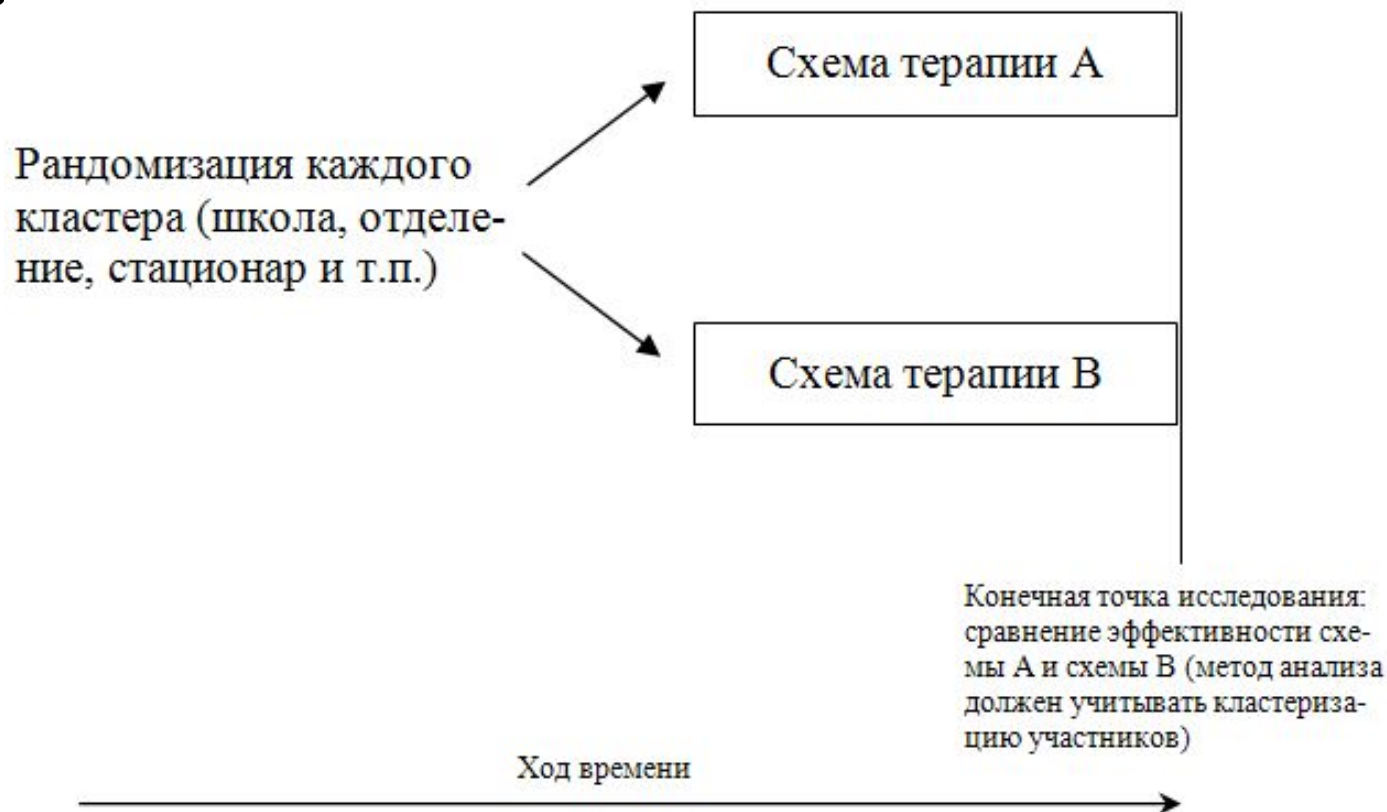 Схема терапии А
Рандомизация каждого
кластера (школа, отделе-
ние, стационар и т.п.)
Схема терапии В
Конечная точка исследования:
сравнение эффективности схе-
мы А и схемы В (метод анализа
должен учитывать кластериза-
цию участников)
Ход времени